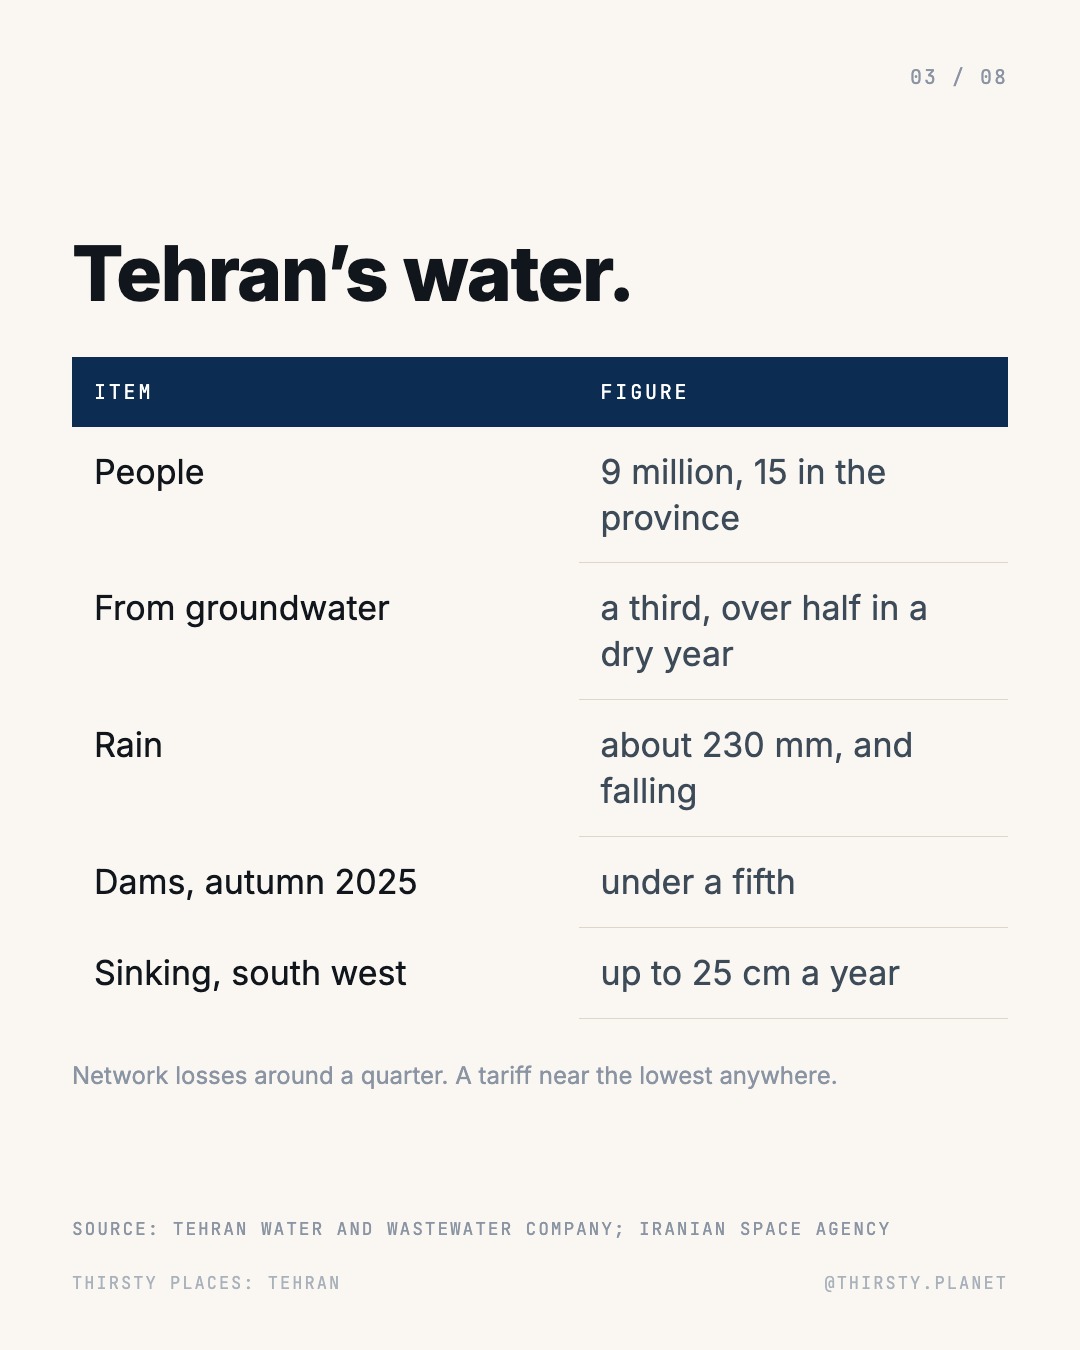 03 / 08
Tehran’s water.
ITEM FIGURE
People 9 million, 15 in the
province
From groundwater a third, over half in a
dry year
Rain about 230 mm, and
falling
Dams, autumn 2025 under a fifth
Sinking, south west up to 25 cm a year
Network losses around a quarter. A tariff near the lowest anywhere.
SOURCE: TEHRAN WATER AND WASTEWATER COMPANY; IRANIAN SPACE AGENCY
THIRSTY PLACES: TEHRAN @THIRSTY.PLANET